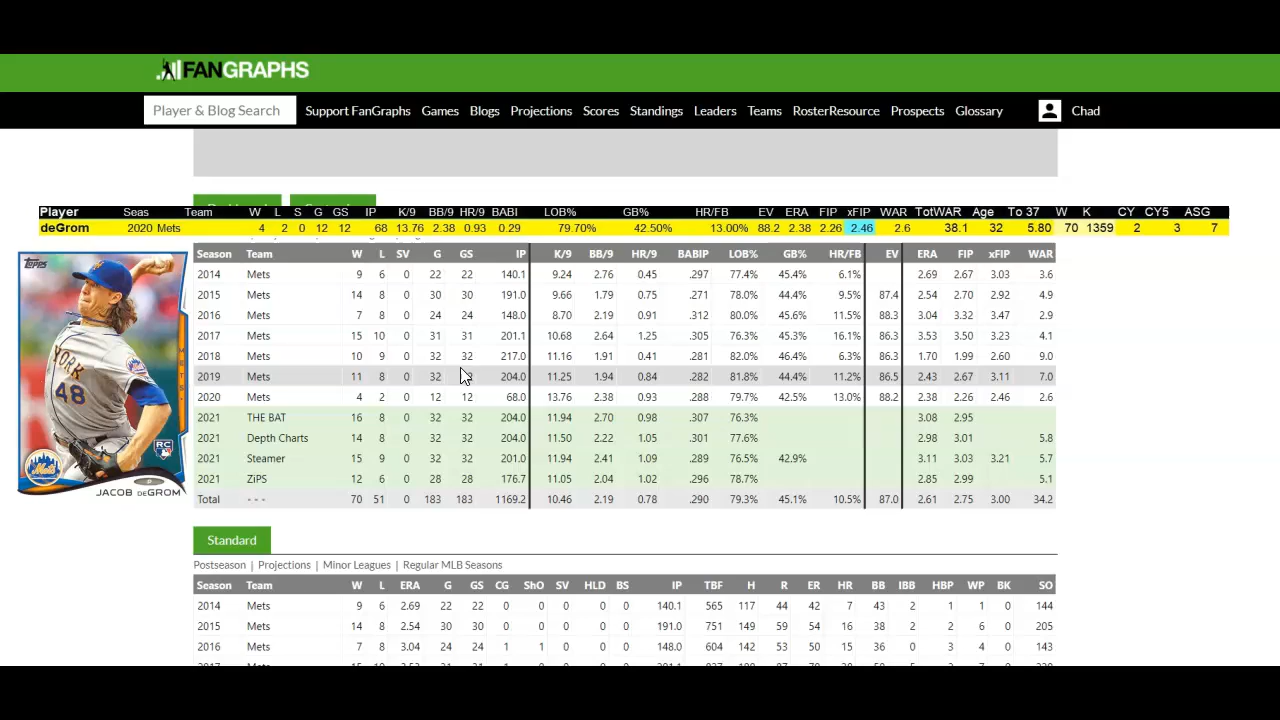 FANGRAPHS
Player & Blog Search Support FanGraphs Games Blogs Projections Scores Standings Leaders Teams RosterResource Prospects Glossary Chad
Player Seas Team W L S G GS IP K/9 BB/9 HR/9 BABI LOB% GB% HR/FB EV ERA FIP xFIP WAR TotWAR Age To 37 W K CY CY5 ASG
deGrom 2020 Mets 4 2 0 12 12 68 13.76 2.38 0.93 0.29 79.70% 42.50% 13.00% 88.2 2.38 2.26 2.46 2.6 38.1 32 5.80 70 1359 2 3 7
Season Team W L SV G GS IP K/9 BB/9 HR/9 BABIP LOB% GB% HR/FB EV ERA FIP xFIP WAR
2014 Mets 9 6 0 22 22 140.1 9.24 2.76 0.45 .297 77.4% 45.4% 6.1% 2.69 2.67 3.03 3.6
2015 Mets 14 8 0 30 30 191.0 9.66 1.79 0.75 .271 78.0% 44.4% 9.5% 87.4 2.54 2.70 2.92 4.9
2016 Mets 7 8 0 24 24 148.0 8.70 2.19 0.91 .312 80.0% 45.6% 11.5% 88.3 3.04 3.32 3.47 2.9
2017 Mets 15 10 0 31 31 201.1 10.68 2.64 1.25 .305 77.3% 45.3% 16.1% 86.3 3.53 3.50 3.23 4.1
2018 Mets 10 9 0 32 32 217.0 11.16 1.91 0.41 .281 82.0% 46.4% 6.3% 86.3 1.70 1.99 2.60 9.0
2019 Mets 11 8 0 32 204.0 11.25 1.94 0.84 .282 81.8% 44.4% 11.2% 86.5 2.43 2.67 3.11 7.0
2020 Mets 4 2 0 12 12 68.0 13.76 2.38 0.93 .288 79.7% 42.5% 13.0% 88.2 2.38 2.26 2.46 2.6
2021 THE BAT 16 8 0 32 32 204.0 11.94 2.70 0.98 .307 76.3% 3.08 2.95
2021 Depth Charts 14 8 0 32 32 204.0 11.50 2.22 1.05 .301 77.6% 2.98 3.01 5.8
2021 Steamer 15 9 0 32 32 201.0 11.94 2.41 1.09 .289 76.5% 42.9% 3.11 3.03 3.21 5.7
2021 ZiPS 12 6 0 28 28 176.7 11.05 2.04 1.02 .296 78.7% 2.85 2.99 5.1
Total - - - 70 51 0 183 183 1169.2 10.46 2.19 0.78 .290 79.3% 45.1% 10.5% 87.0 2.61 2.75 3.00 34.2
Topps
YORK
48
METS
RC
JACOB DEGROM
Standard
Postseason | Projections | Minor Leagues | Regular MLB Seasons
Season Team W L ERA G GS CG ShO SV HLD BS IP TBF H R ER HR BB IBB HBP WP BK SO
2014 Mets 9 6 2.69 22 22 0 0 0 0 0 140.1 565 117 44 42 7 43 2 1 1 0 144
2015 Mets 14 8 2.54 30 30 0 0 0 0 0 191.0 751 149 59 54 16 38 2 2 6 0 205
2016 Mets 7 8 3.04 24 24 1 1 0 0 0 148.0 604 142 53 50 15 36 0 3 4 0 143